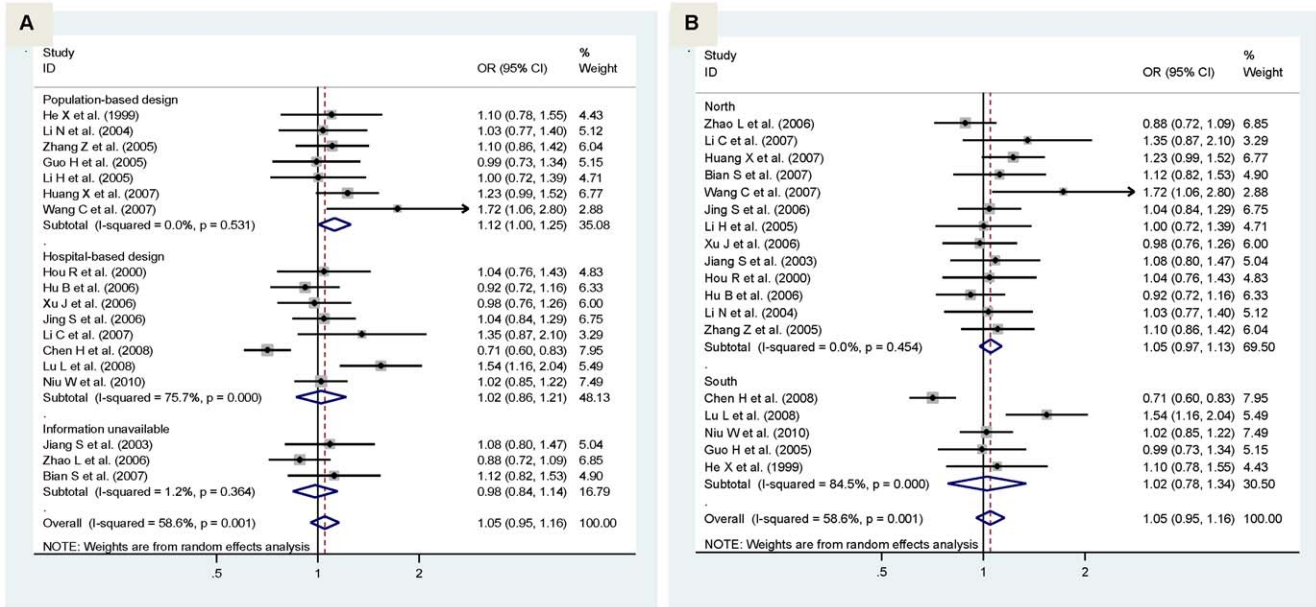 A
Study %
ID OR (95% CI) Weight
Population-based design
He X et al. (1999) 1.10 (0.78, 1.55) 4.43
Li N et al. (2004) 1.03 (0.77, 1.40) 5.12
Zhang Z et al. (2005) 1.10 (0.86, 1.42) 6.04
Guo H et al. (2005) 0.99 (0.73, 1.34) 5.15
Li H et al. (2005) 1.00 (0.72, 1.39) 4.71
Huang X et al. (2007) 1.23 (0.99, 1.52) 6.77
Wang C et al. (2007) 1.72 (1.06, 2.80) 2.88
Subtotal (I-squared = 0.0%, p = 0.531) 1.12 (1.00, 1.25) 35.08
.
Hospital-based design
Hou R et al. (2000) 1.04 (0.76, 1.43) 4.83
Hu B et al. (2006) 0.92 (0.72, 1.16) 6.33
Xu J et al. (2006) 0.98 (0.76, 1.26) 6.00
Jing S et al. (2006) 1.04 (0.84, 1.29) 6.75
Li C et al. (2007) 1.35 (0.87, 2.10) 3.29
Chen H et al. (2008) 0.71 (0.60, 0.83) 7.95
Lu L et al. (2008) 1.54 (1.16, 2.04) 5.49
Niu W et al. (2010) 1.02 (0.85, 1.22) 7.49
Subtotal (I-squared = 75.7%, p = 0.000) 1.02 (0.86, 1.21) 48.13
.
Information unavailable
Jiang S et al. (2003) 1.08 (0.80, 1.47) 5.04
Zhao L et al. (2006) 0.88 (0.72, 1.09) 6.85
Bian S et al. (2007) 1.12 (0.82, 1.53) 4.90
Subtotal (I-squared = 1.2%, p = 0.364) 0.98 (0.84, 1.14) 16.79
.
Overall (I-squared = 58.6%, p = 0.001) 1.05 (0.95, 1.16) 100.00
NOTE: Weights are from random effects analysis
.5 1 2
B
Study %
ID OR (95% CI) Weight
North
Zhao L et al. (2006) 0.88 (0.72, 1.09) 6.85
Li C et al. (2007) 1.35 (0.87, 2.10) 3.29
Huang X et al. (2007) 1.23 (0.99, 1.52) 6.77
Bian S et al. (2007) 1.12 (0.82, 1.53) 4.90
Wang C et al. (2007) 1.72 (1.06, 2.80) 2.88
Jing S et al. (2006) 1.04 (0.84, 1.29) 6.75
Li H et al. (2005) 1.00 (0.72, 1.39) 4.71
Xu J et al. (2006) 0.98 (0.76, 1.26) 6.00
Jiang S et al. (2003) 1.08 (0.80, 1.47) 5.04
Hou R et al. (2000) 1.04 (0.76, 1.43) 4.83
Hu B et al. (2006) 0.92 (0.72, 1.16) 6.33
Li N et al. (2004) 1.03 (0.77, 1.40) 5.12
Zhang Z et al. (2005) 1.10 (0.86, 1.42) 6.04
Subtotal (I-squared = 0.0%, p = 0.454) 1.05 (0.97, 1.13) 69.50
.
South
Chen H et al. (2008) 0.71 (0.60, 0.83) 7.95
Lu L et al. (2008) 1.54 (1.16, 2.04) 5.49
Niu W et al. (2010) 1.02 (0.85, 1.22) 7.49
Guo H et al. (2005) 0.99 (0.73, 1.34) 5.15
He X et al. (1999) 1.10 (0.78, 1.55) 4.43
Subtotal (I-squared = 84.5%, p = 0.000) 1.02 (0.78, 1.34) 30.50
.
Overall (I-squared = 58.6%, p = 0.001) 1.05 (0.95, 1.16) 100.00
NOTE: Weights are from random effects analysis
.5 1 2